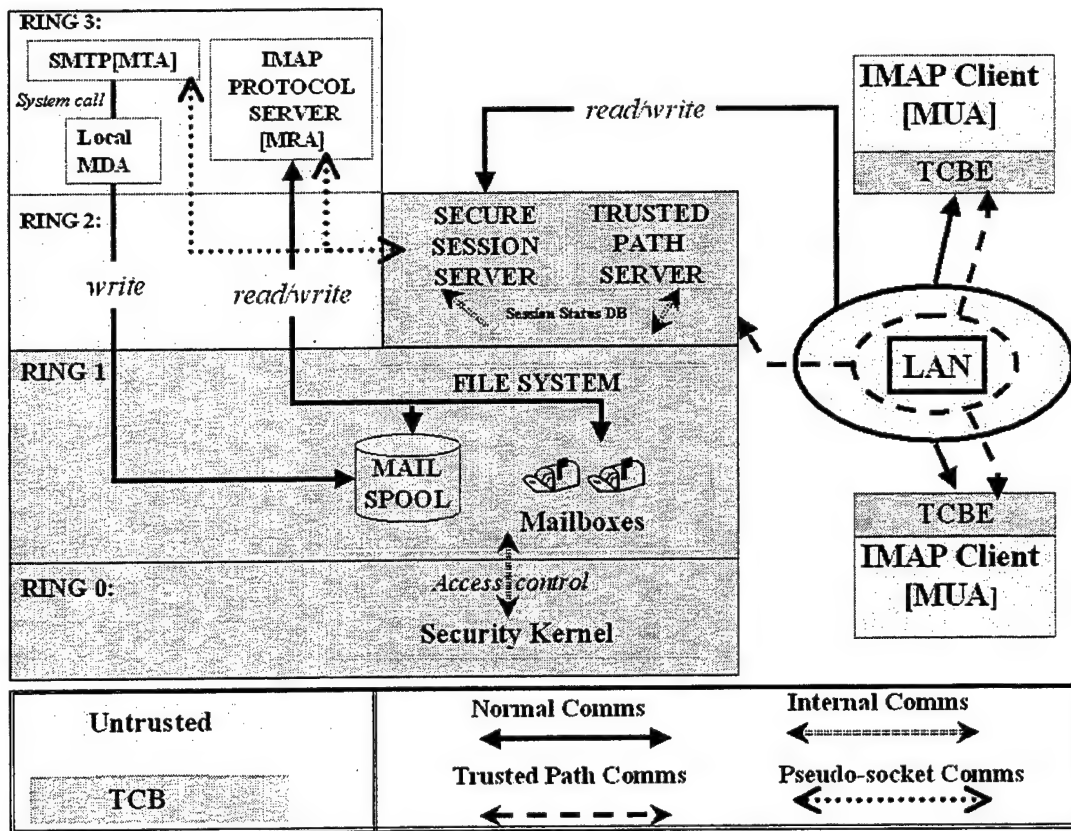 RING 3:
SMTP[MTA]
System call
Local
MDA
IMAP
PROTOCOL
SERVER
[MRA]
read/write
IMAP Client
[MUA]
TCBE
RING 2:
write
read/write
SECURE
SESSION
SERVER
TRUSTED
PATH
SERVER
Session Status DB
LAN
RING 1
FILE SYSTEM
MAIL
SPOOL
Mailboxes
TCBE
IMAP Client
[MUA]
RING 0:
Access control
Security Kernel
Untrusted
TCB
Normal Comms
Internal Comms
Trusted Path Comms
Pseudo-socket Comms